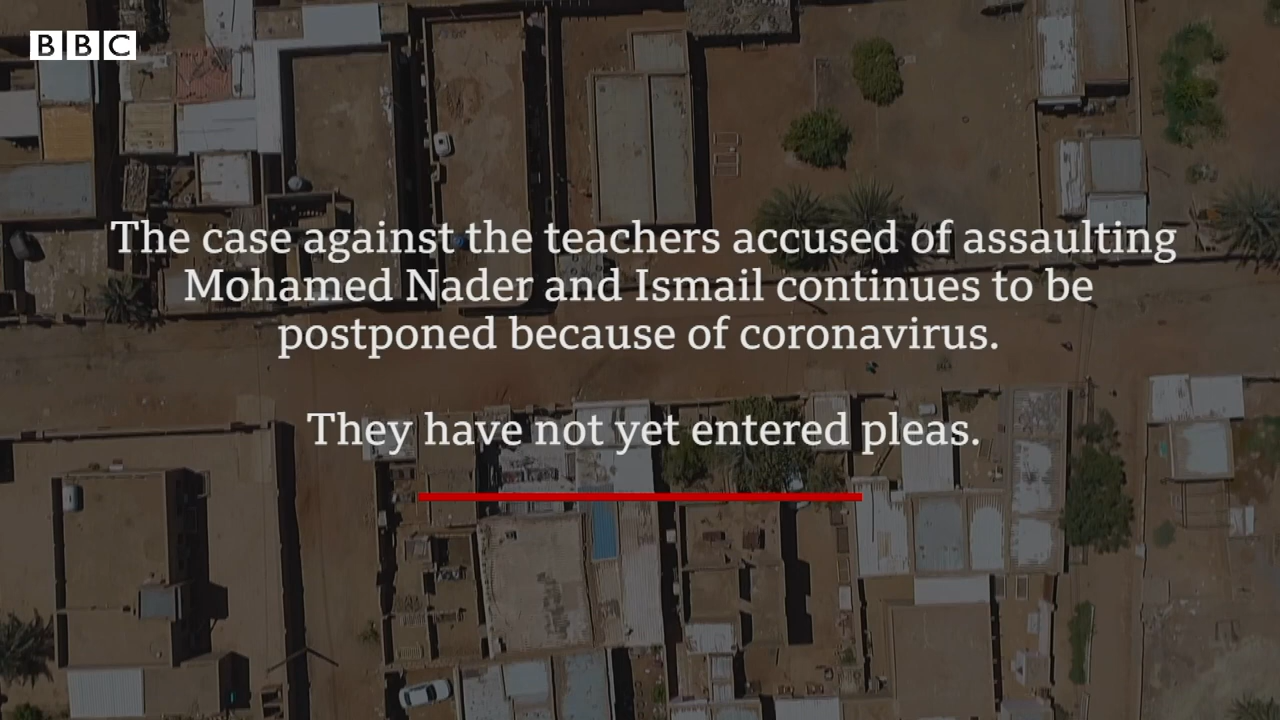 BBC
The case against the teachers accused of assaulting
Mohamed Nader and Ismail continues to be
postponed because of coronavirus.
They have not yet entered pleas.